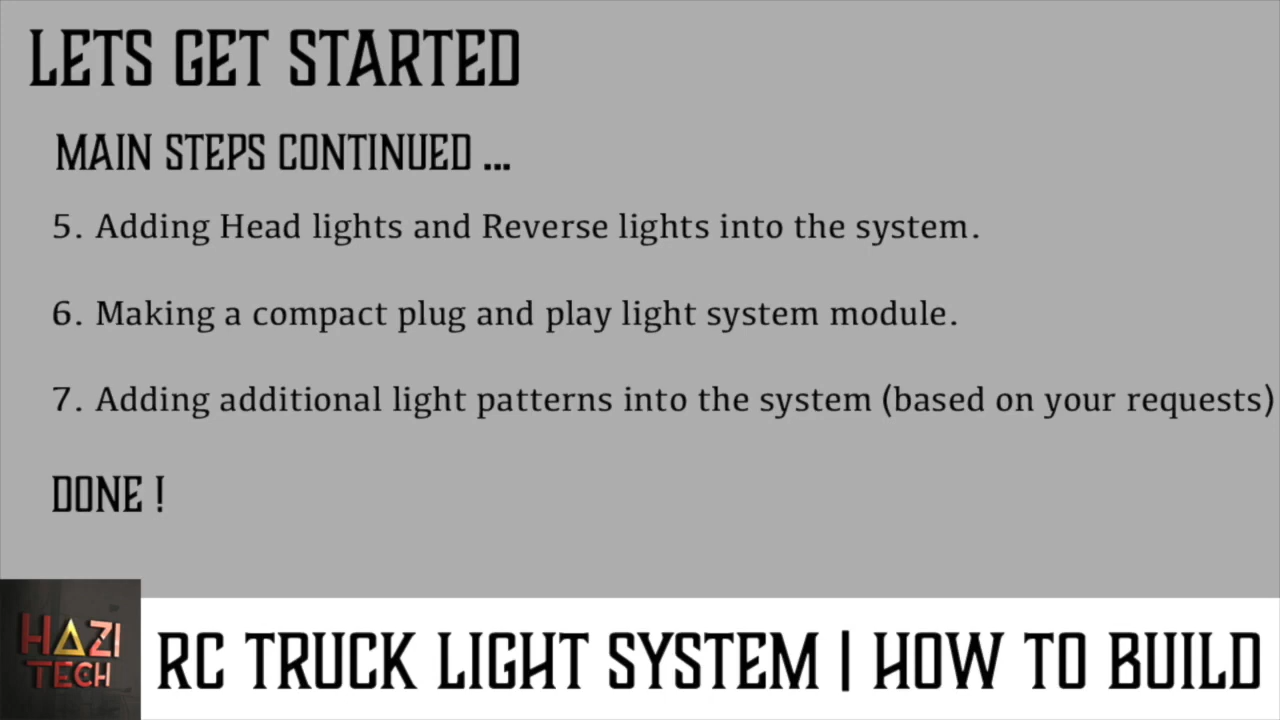 LETS GET STARTED
MAIN STEPS CONTINUED ...
5. Adding Head lights and Reverse lights into the system.
6. Making a compact plug and play light system module.
7. Adding additional light patterns into the system (based on your requests)
DONE !
HAZI
TECH
RC TRUCK LIGHT SYSTEM | HOW TO BUILD